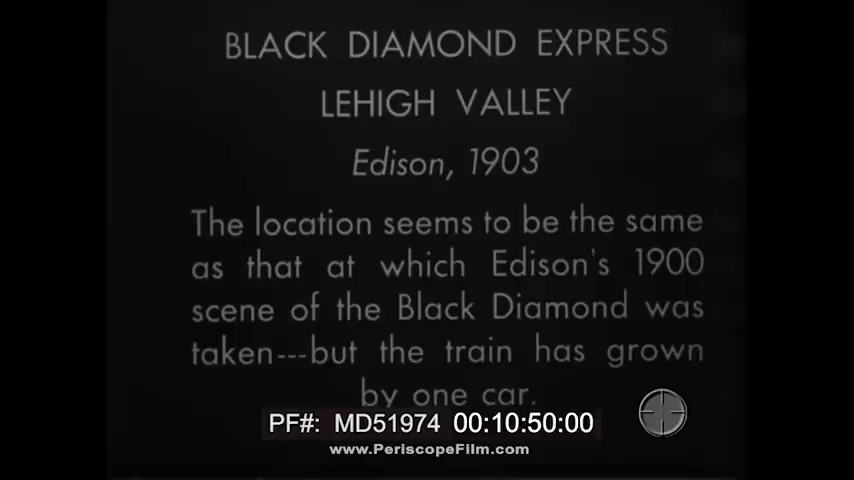 BLACK DIAMOND EXPRESS
LEHIGH VALLEY
Edison, 1903
The location seems to be the same
as that at which Edison's 1900
scene of the Black Diamond was
taken---but the train has grown
by one car.
PF#: MD51974 00:10:50:00
www.PeriscopeFilm.com